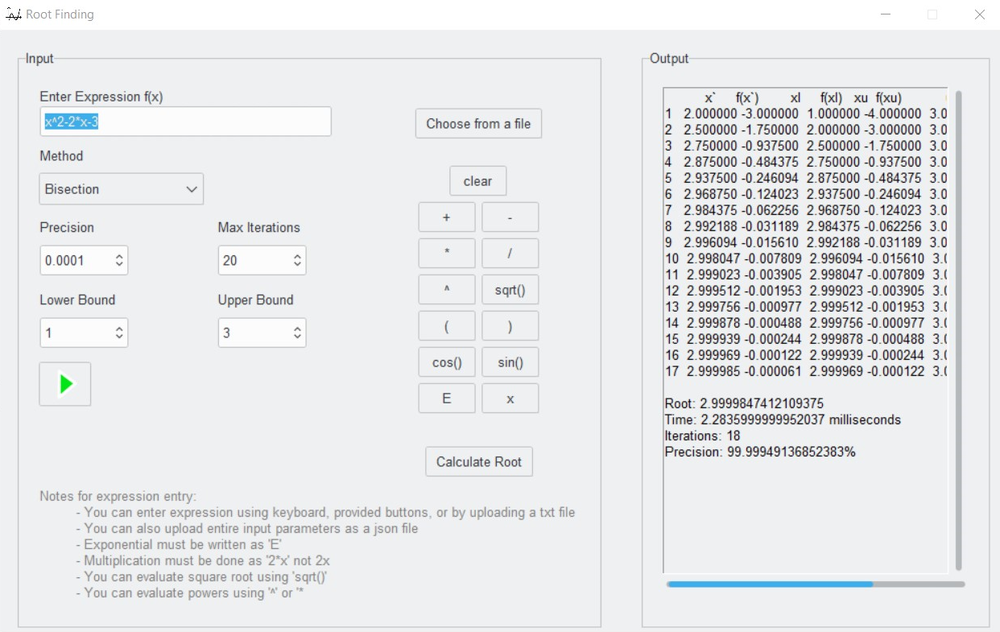 Root Finding
Input
Enter Expression f(x)
x^2-2*x-3
Choose from a file
Method
Bisection
clear
+ -
* /
^ sqrt()
( )
cos() sin()
E x
Precision Max Iterations
0.0001 20
Lower Bound Upper Bound
1 3
Calculate Root
Notes for expression entry:
- You can enter expression using keyboard, provided buttons, or by uploading a txt file
- You can also upload entire input parameters as a json file
- Exponential must be written as 'E'
- Multiplication must be done as '2*x' not 2x
- You can evaluate square root using 'sqrt()'
- You can evaluate powers using '^' or '*
Output
x` f(x`) xl f(xl) xu f(xu)
1 2.000000 -3.000000 1.000000 -4.000000 3.0
2 2.500000 -1.750000 2.000000 -3.000000 3.0
3 2.750000 -0.937500 2.500000 -1.750000 3.0
4 2.875000 -0.484375 2.750000 -0.937500 3.0
5 2.937500 -0.246094 2.875000 -0.484375 3.0
6 2.968750 -0.124023 2.937500 -0.246094 3.0
7 2.984375 -0.062256 2.968750 -0.124023 3.0
8 2.992188 -0.031189 2.984375 -0.062256 3.0
9 2.996094 -0.015610 2.992188 -0.031189 3.0
10 2.998047 -0.007809 2.996094 -0.015610 3.0
11 2.999023 -0.003905 2.998047 -0.007809 3.0
12 2.999512 -0.001953 2.999023 -0.003905 3.0
13 2.999756 -0.000977 2.999512 -0.001953 3.0
14 2.999878 -0.000488 2.999756 -0.000977 3.0
15 2.999939 -0.000244 2.999878 -0.000488 3.0
16 2.999969 -0.000122 2.999939 -0.000244 3.0
17 2.999985 -0.000061 2.999969 -0.000122 3.0
Root: 2.9999847412109375
Time: 2.2835999999952037 milliseconds
Iterations: 18
Precision: 99.99949136852383%